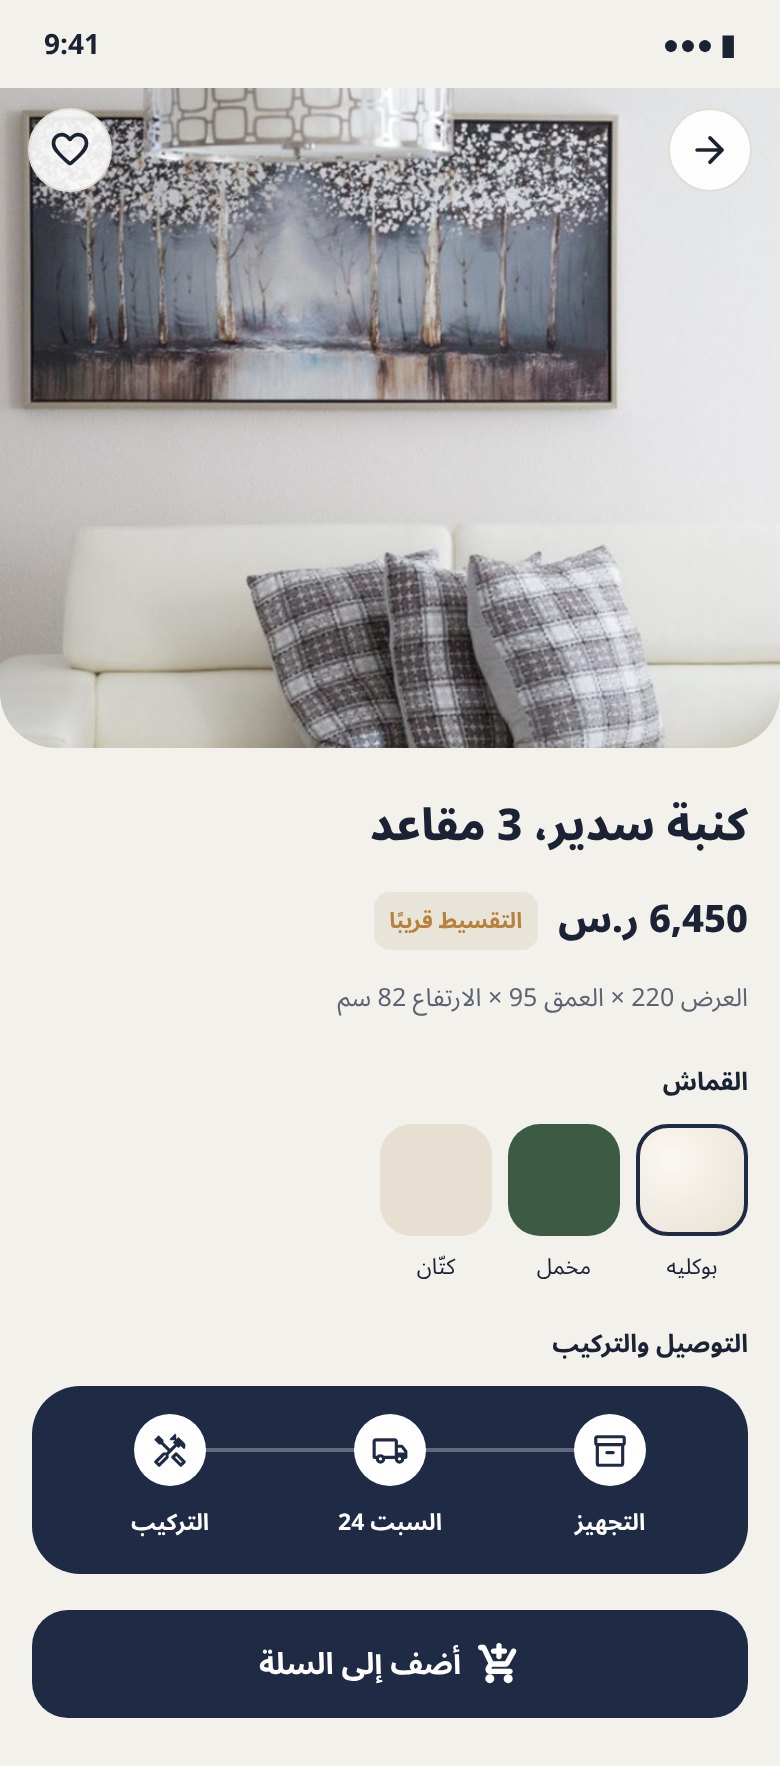 9:41
كنبة سدير، 3 مقاعد
6,450 ر.س التقسيط قريبًا
العرض 220 × العمق 95 × الارتفاع 82 سم
القماش
بوكليه مخمل كتّان
التوصيل والتركيب
التجهيز السبت 24 التركيب
أضف إلى السلة